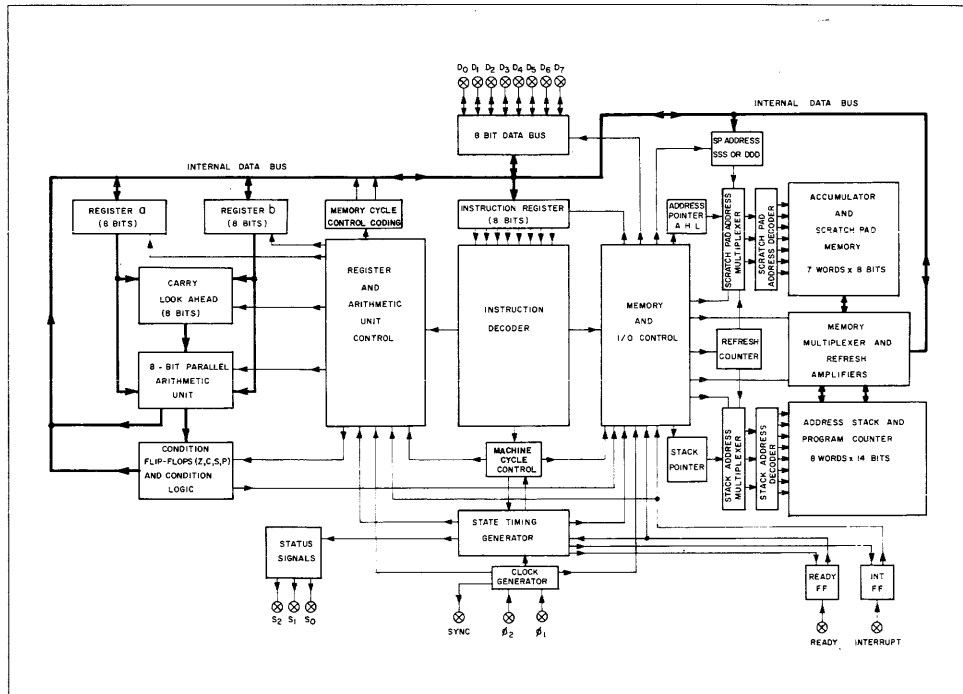 D0 D1 D2 D3 D4 D5 D6 D7
INTERNAL DATA BUS
8 BIT DATA BUS
SP ADDRESS
SSS OR DDD
INTERNAL DATA BUS
REGISTER a
(8 BITS)
REGISTER b
(8 BITS)
MEMORY CYCLE
CONTROL CODING
INSTRUCTION REGISTER
(8 BITS)
ADDRESS
POINTER
A H L
SCRATCH PAD ADDRESS
MULTIPLEXER
SCRATCH PAD
ADDRESS DECODER
ACCUMULATOR
AND
SCRATCH PAD
MEMORY
7 WORDS x 8 BITS
CARRY
LOOK AHEAD
(8 BITS)
REGISTER
AND
ARITHMETIC
UNIT
CONTROL
INSTRUCTION
DECODER
MEMORY
AND
I/O CONTROL
REFRESH
COUNTER
MEMORY
MULTIPLEXER AND
REFRESH
AMPLIFIERS
8 - BIT PARALLEL
ARITHMETIC
UNIT
ADDRESS STACK AND
PROGRAM COUNTER
8 WORDS x 14 BITS
CONDITION
FLIP-FLOPS (Z,C,S,P)
AND CONDITION
LOGIC
MACHINE
CYCLE
CONTROL
STACK
POINTER
STACK ADDRESS
MULTIPLEXER
STACK ADDRESS
DECODER
STATUS
SIGNALS
STATE TIMING
GENERATOR
CLOCK
GENERATOR
READY
FF
INT
FF
S2 S1 S0
SYNC
ø2
ø1
READY
INTERRUPT